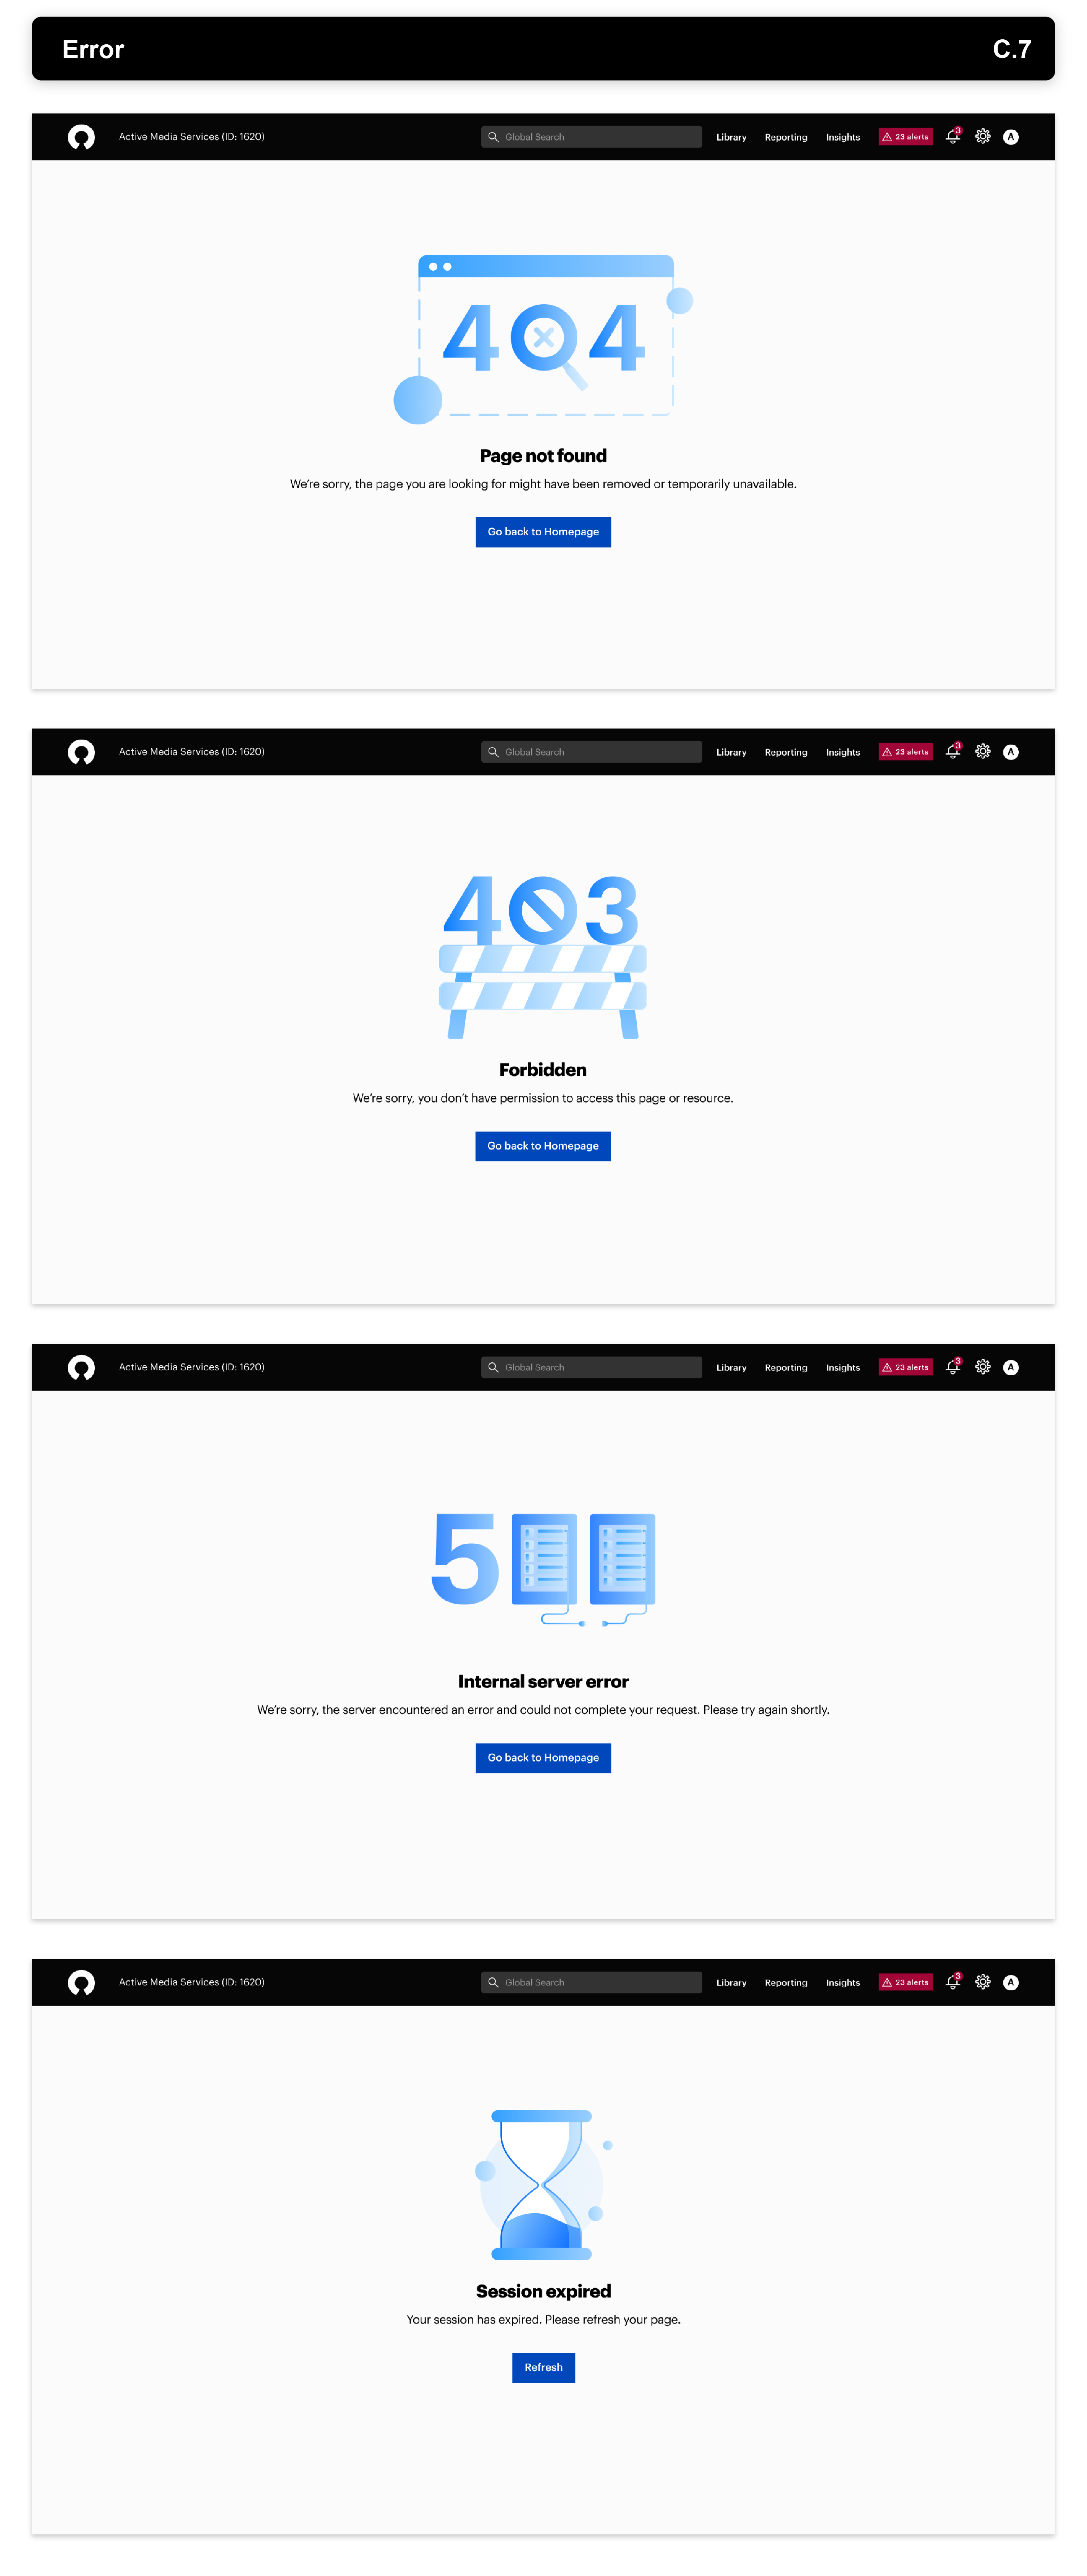 Error
C.7
Active Media Services (ID: 1620)
Global Search
Library
Reporting
Insights
23 alerts
3
A
404
Page not found
We're sorry, the page you are looking for might have been removed or temporarily unavailable.
Go back to Homepage
Active Media Services (ID: 1620)
Global Search
Library
Reporting
Insights
23 alerts
3
A
403
Forbidden
We're sorry, you don't have permission to access this page or resource.
Go back to Homepage
Active Media Services (ID: 1620)
Global Search
Library
Reporting
Insights
23 alerts
3
A
500
Internal server error
We're sorry, the server encountered an error and could not complete your request. Please try again shortly.
Go back to Homepage
Active Media Services (ID: 1620)
Global Search
Library
Reporting
Insights
23 alerts
3
A
Session expired
Your session has expired. Please refresh your page.
Refresh